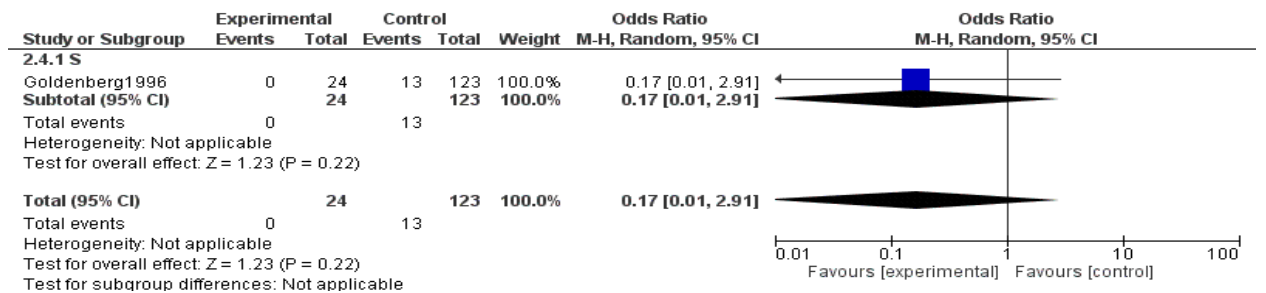 Experimental Control Odds Ratio Odds Ratio
Study or Subgroup Events Total Events Total Weight M-H, Random, 95% CI M-H, Random, 95% CI
2.4.1 S
Goldenberg1996 0 24 13 123 100.0% 0.17 [0.01, 2.91]
Subtotal (95% CI) 24 123 100.0% 0.17 [0.01, 2.91]
Total events 0 13
Heterogeneity: Not applicable
Test for overall effect: Z = 1.23 (P = 0.22)
Total (95% CI) 24 123 100.0% 0.17 [0.01, 2.91]
Total events 0 13
Heterogeneity: Not applicable
Test for overall effect: Z = 1.23 (P = 0.22)
Test for subgroup differences: Not applicable
0.01 0.1 1 10 100
Favours [experimental] Favours [control]